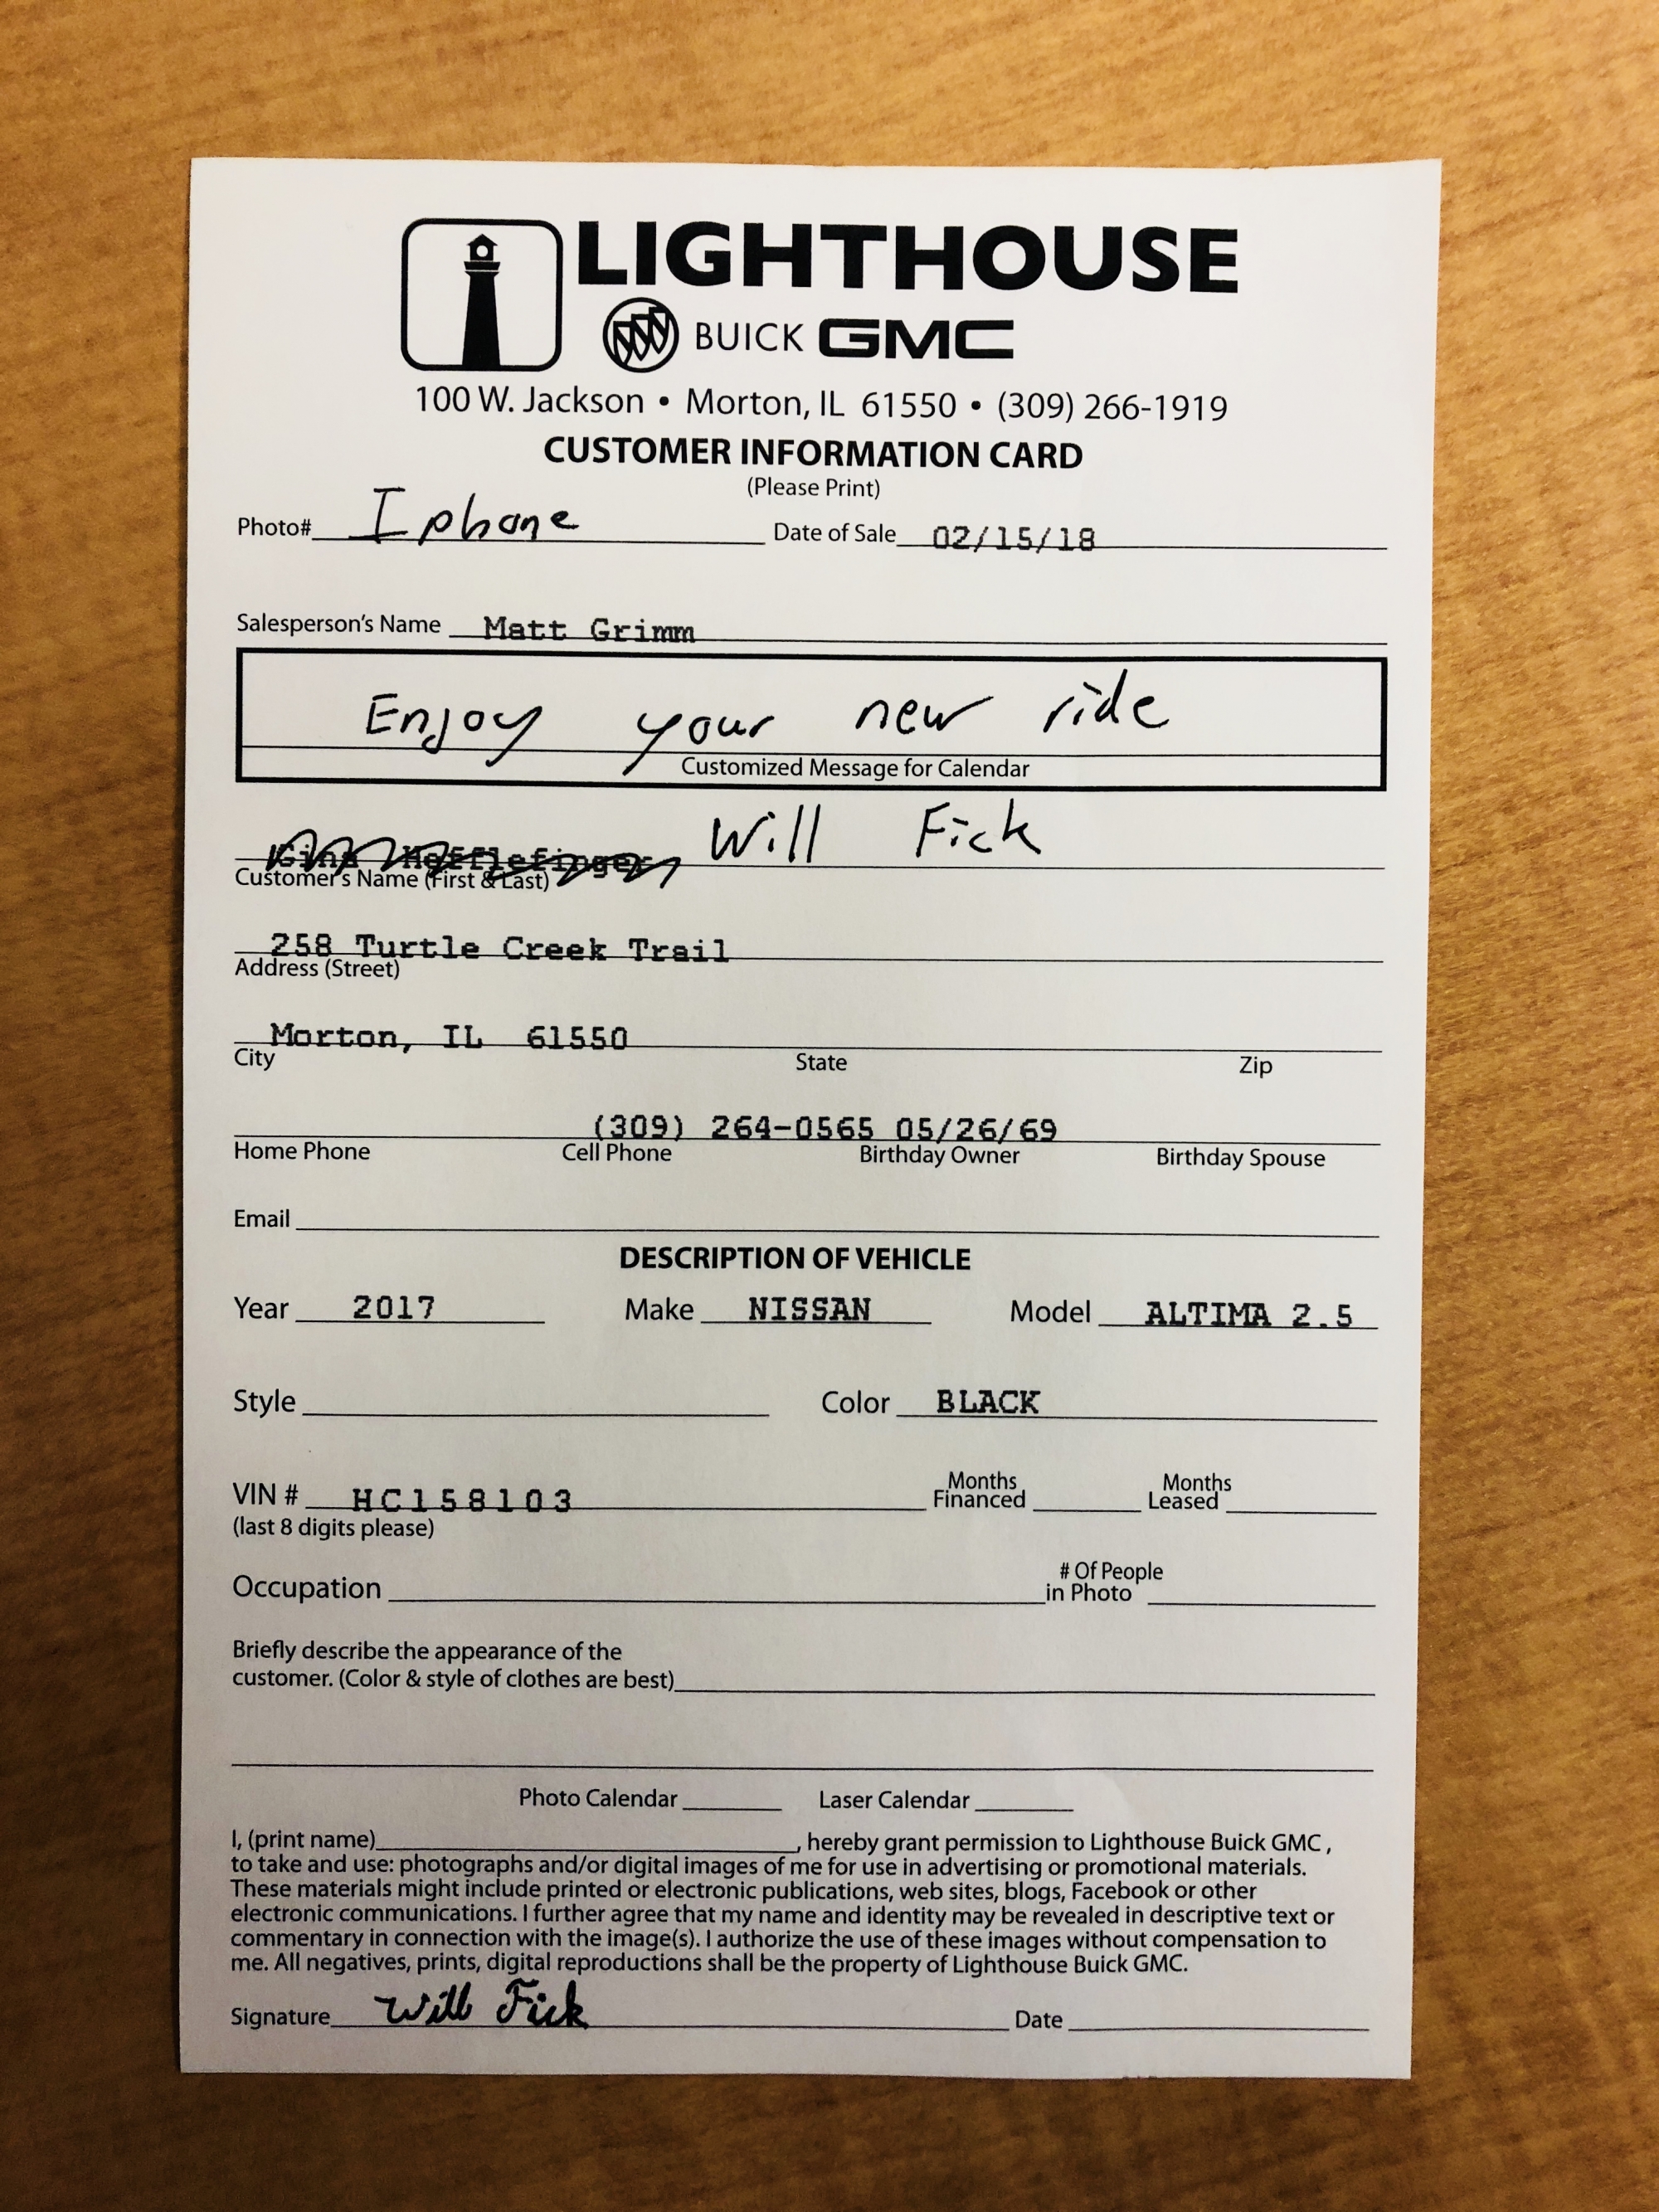 LIGHTHOUSE
BUICK GMC
100 W. Jackson • Morton, IL 61550 • (309) 266-1919
CUSTOMER INFORMATION CARD
(Please Print)
Photo# Iphone Date of Sale 02/15/18
Salesperson's Name Matt Grimm
Enjoy your new ride
Customized Message for Calendar
Gina Hefflefinger Will Fick
Customer's Name (First & Last)
258 Turtle Creek Trail
Address (Street)
Morton, IL 61550
City State Zip
(309) 264-0565 05/26/69
Home Phone Cell Phone Birthday Owner Birthday Spouse
Email
DESCRIPTION OF VEHICLE
Year 2017 Make NISSAN Model ALTIMA 2.5
Style Color BLACK
VIN # HC158103 Months Financed Months Leased
(last 8 digits please)
Occupation # Of People in Photo
Briefly describe the appearance of the
customer. (Color & style of clothes are best)
Photo Calendar Laser Calendar
I, (print name), hereby grant permission to Lighthouse Buick GMC ,
to take and use: photographs and/or digital images of me for use in advertising or promotional materials.
These materials might include printed or electronic publications, web sites, blogs, Facebook or other
electronic communications. I further agree that my name and identity may be revealed in descriptive text or
commentary in connection with the image(s). I authorize the use of these images without compensation to
me. All negatives, prints, digital reproductions shall be the property of Lighthouse Buick GMC.
Signature Will Fick Date